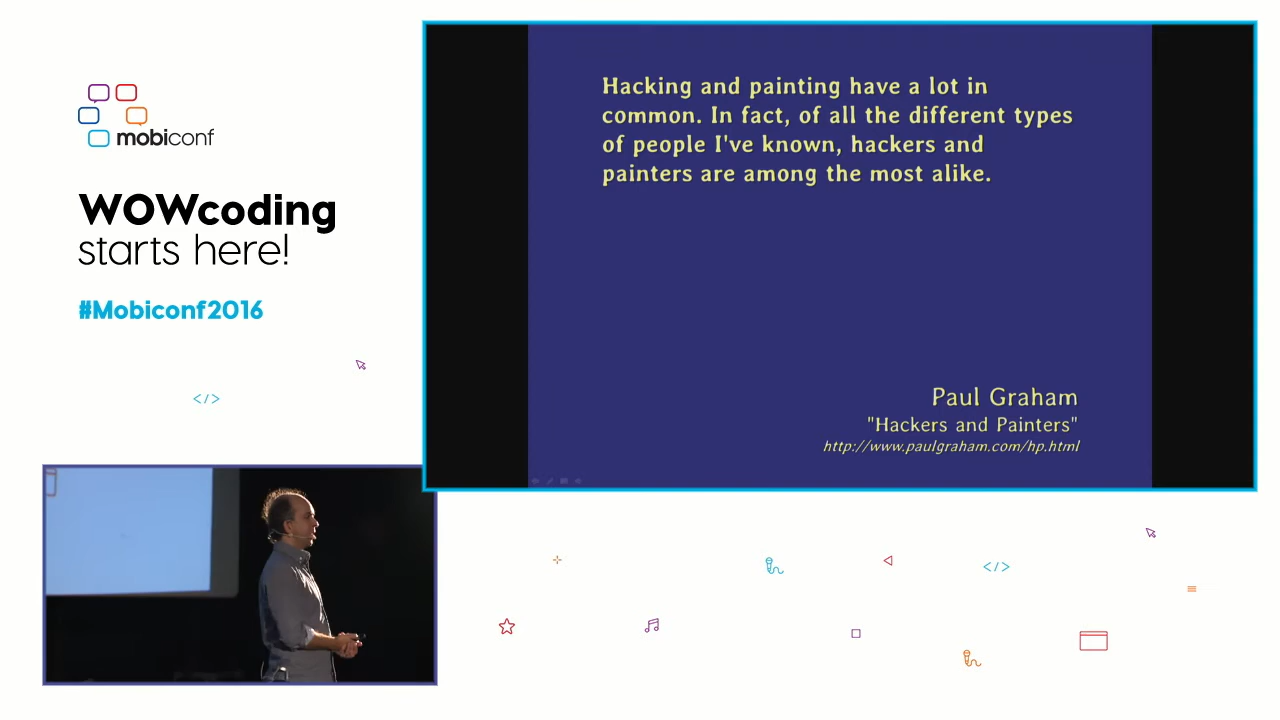 mobiconf
WOWcoding
starts here!
#Mobiconf2016
</>
Hacking and painting have a lot in
common. In fact, of all the different types
of people I've known, hackers and
painters are among the most alike.
Paul Graham
"Hackers and Painters"
http://www.paulgraham.com/hp.html
</>